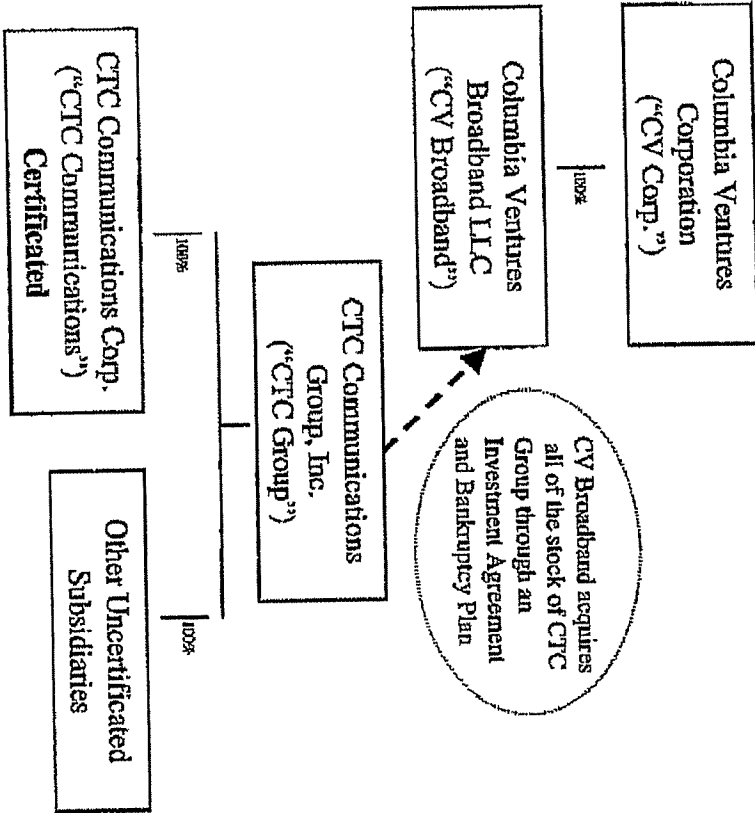 Columbia Ventures
Corporation
("CV Corp.")
100%
Columbia Ventures
Broadband LLC
("CV Broadband")
CV Broadband acquires
all of the stock of CTC
Group through an
Investment Agreement
and Bankruptcy Plan
CTC Communications
Group, Inc.
("CTC Group")
100%
100%
CTC Communications Corp.
("CTC Communications")
Certificated
Other Uncertificated
Subsidiaries